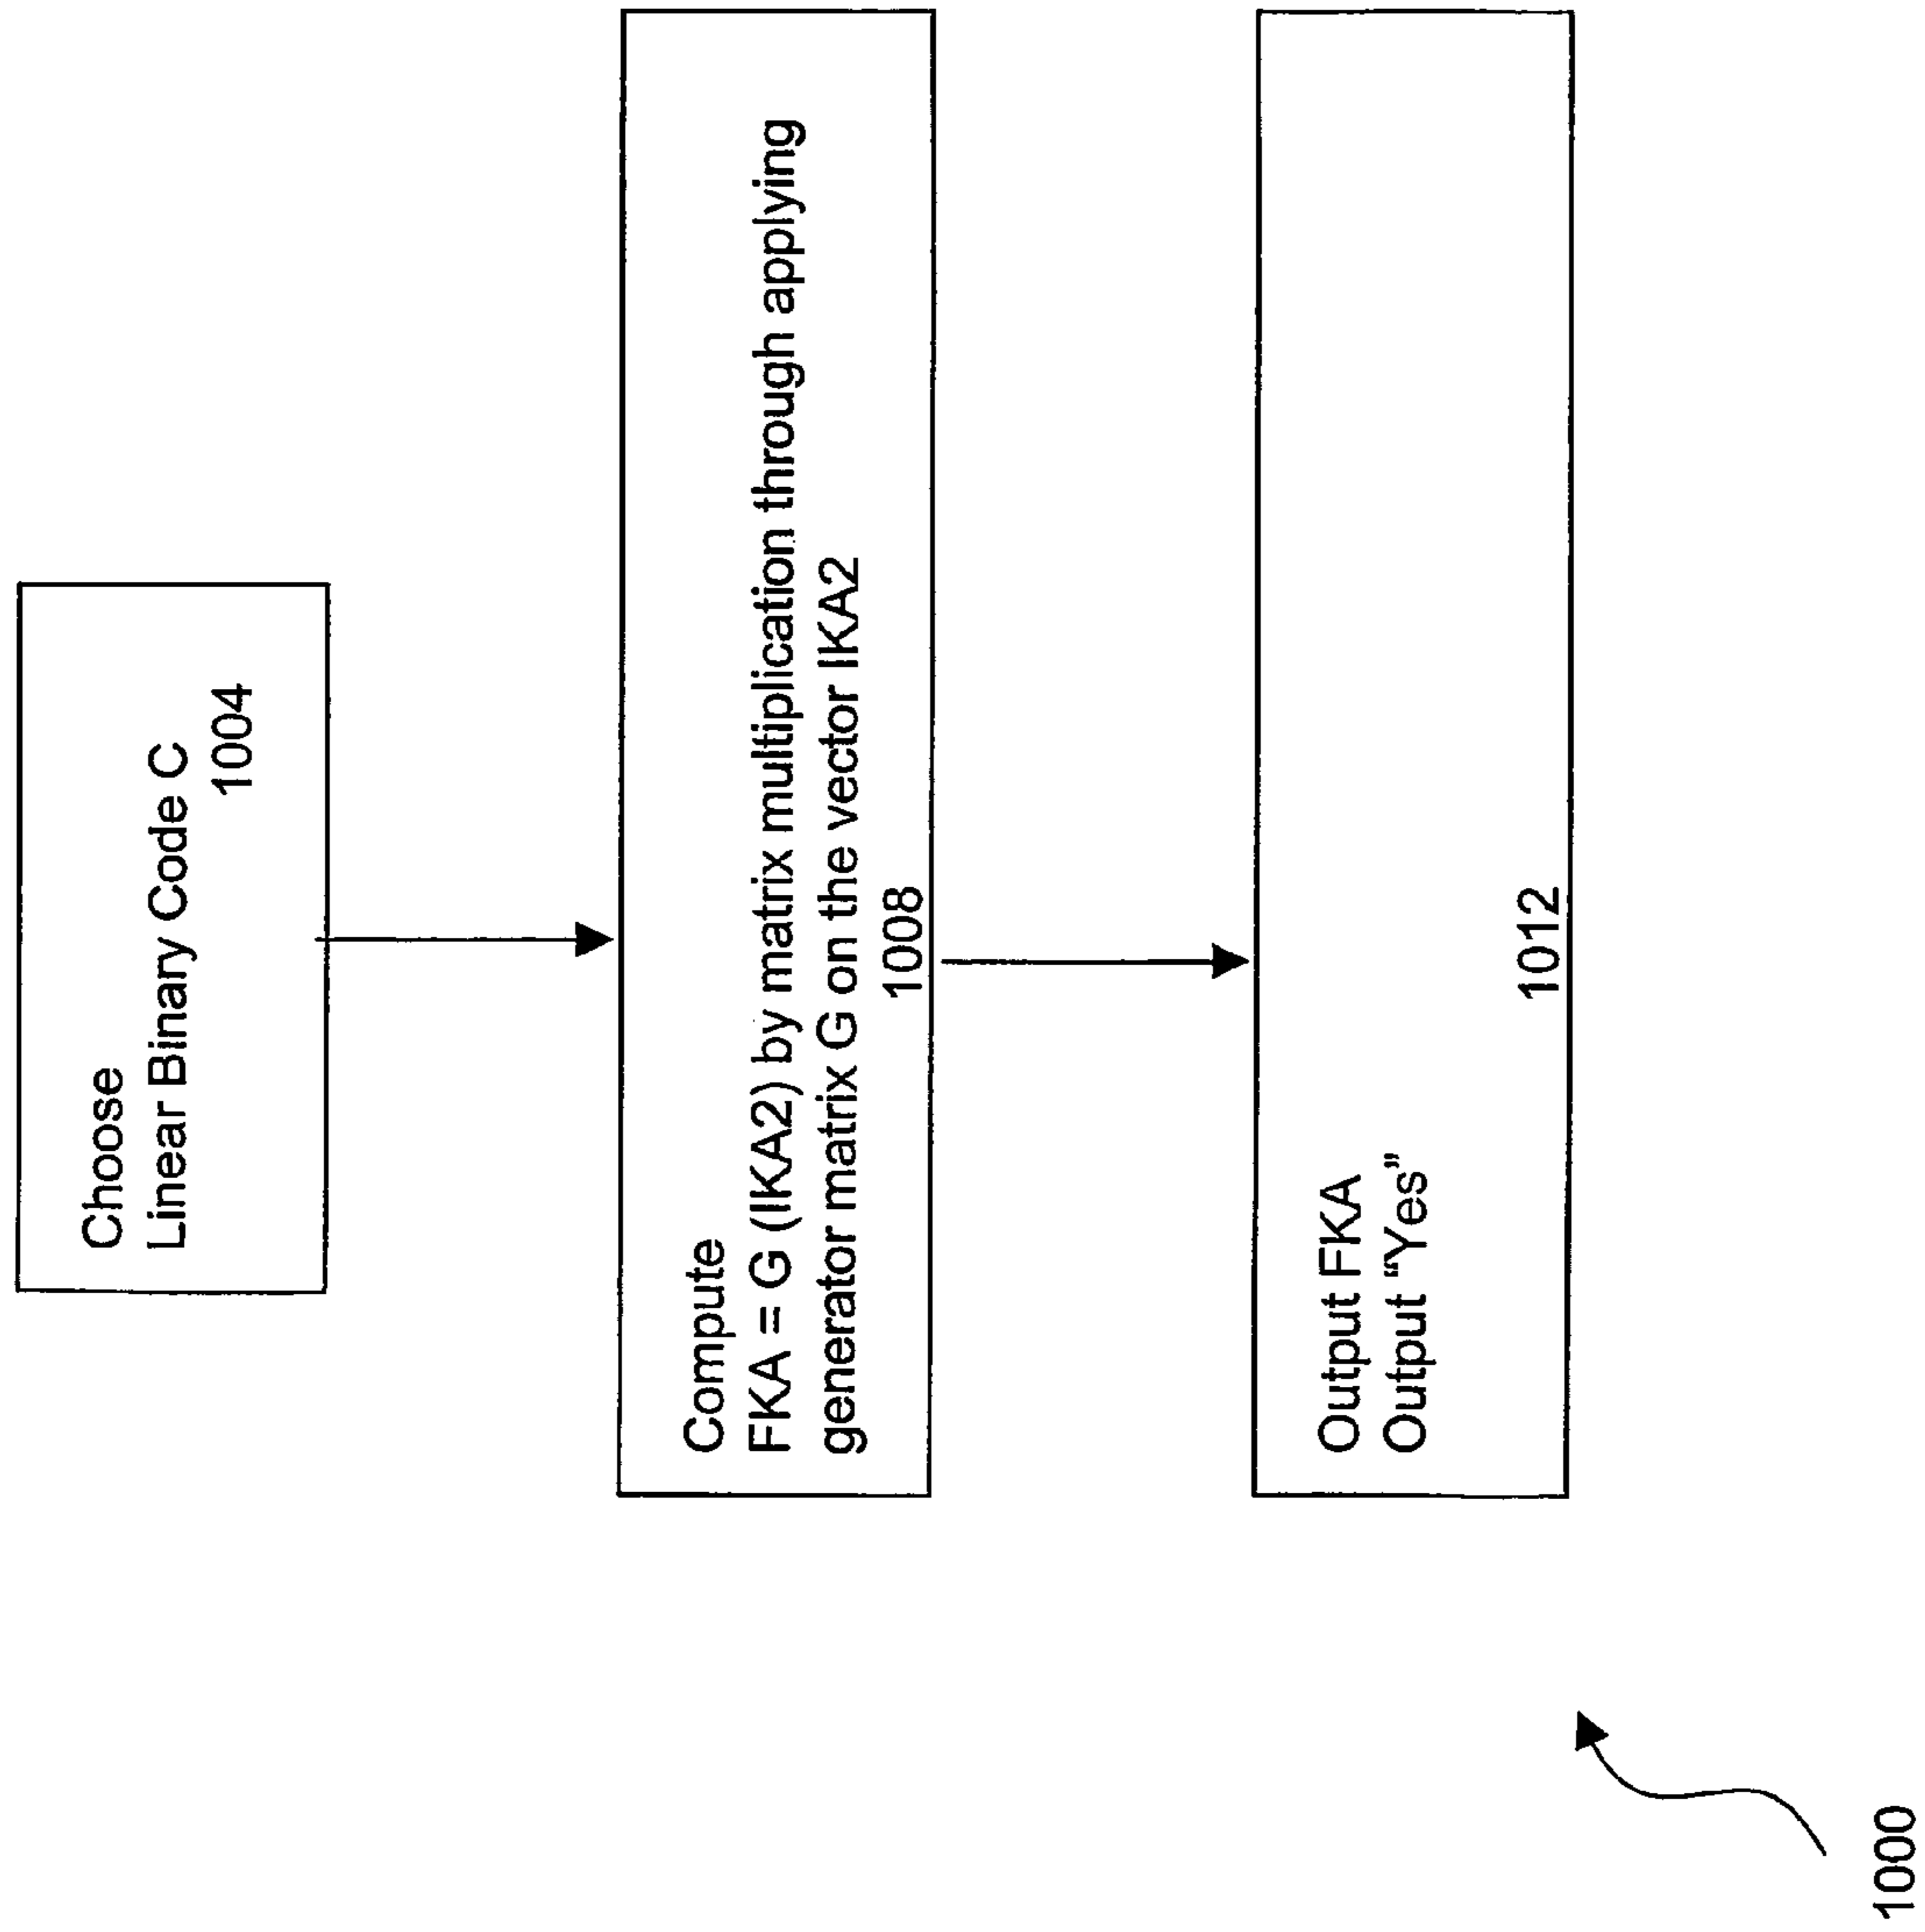 Choose
Linear Binary Code C
1004
Compute
FKA = G (IKA2) by matrix multiplication through applying
generator matrix G on the vector IKA2
1008
Output FKA
Output “Yes”
1012
1000